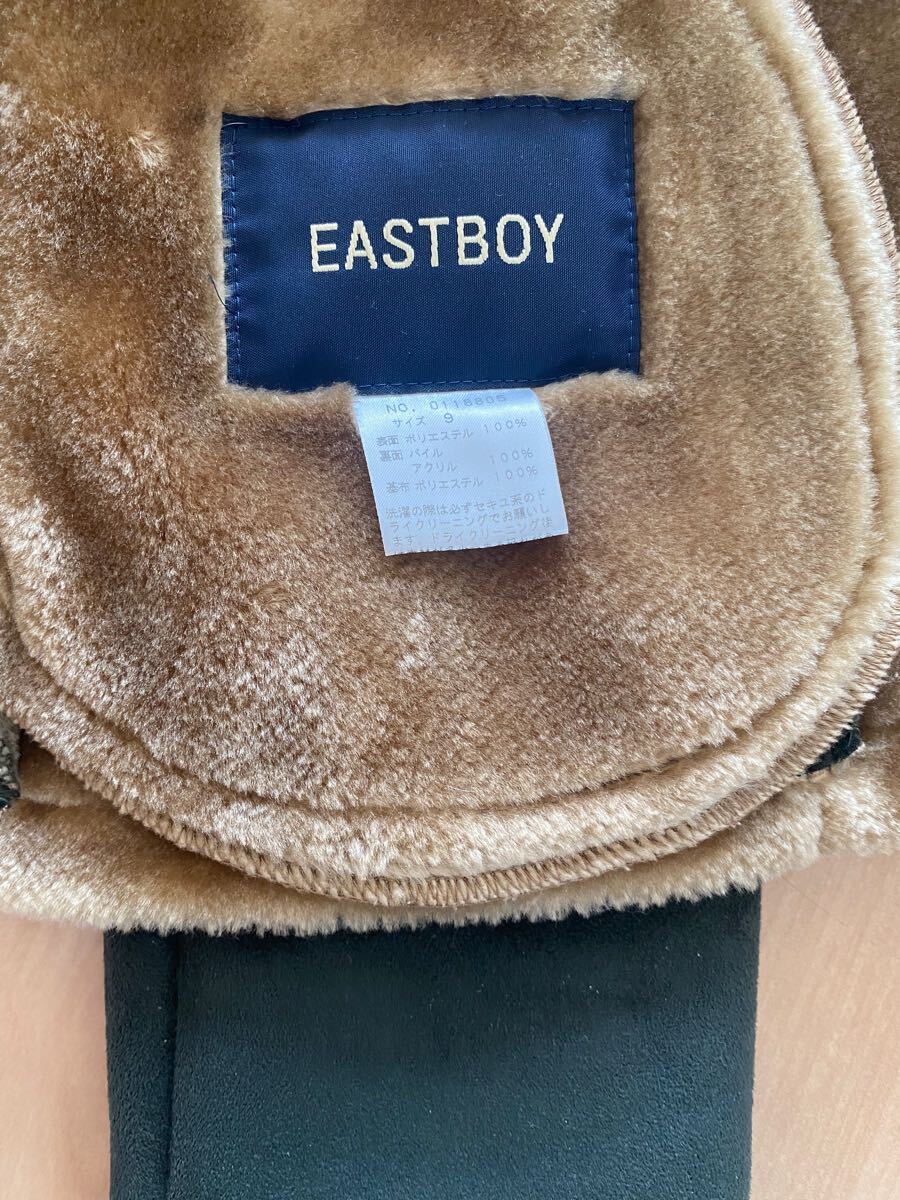 EASTBOY
NO. 0118805
サイズ 9
表面 ポリエステル 100%
裏面 パイル
アクリル 100%
基布 ポリエステル 100%
洗濯の際は必ずセキユ系のド
ライクリーニングでお願いし
ます。ドライクリーニング後